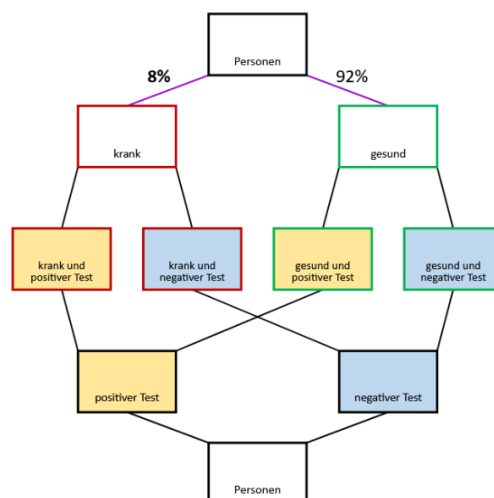 Personen
8%
92%
krank
gesund
krank und
positiver Test
krank und
negativer Test
gesund und
positiver Test
gesund und
negativer Test
positiver Test
negativer Test
Personen